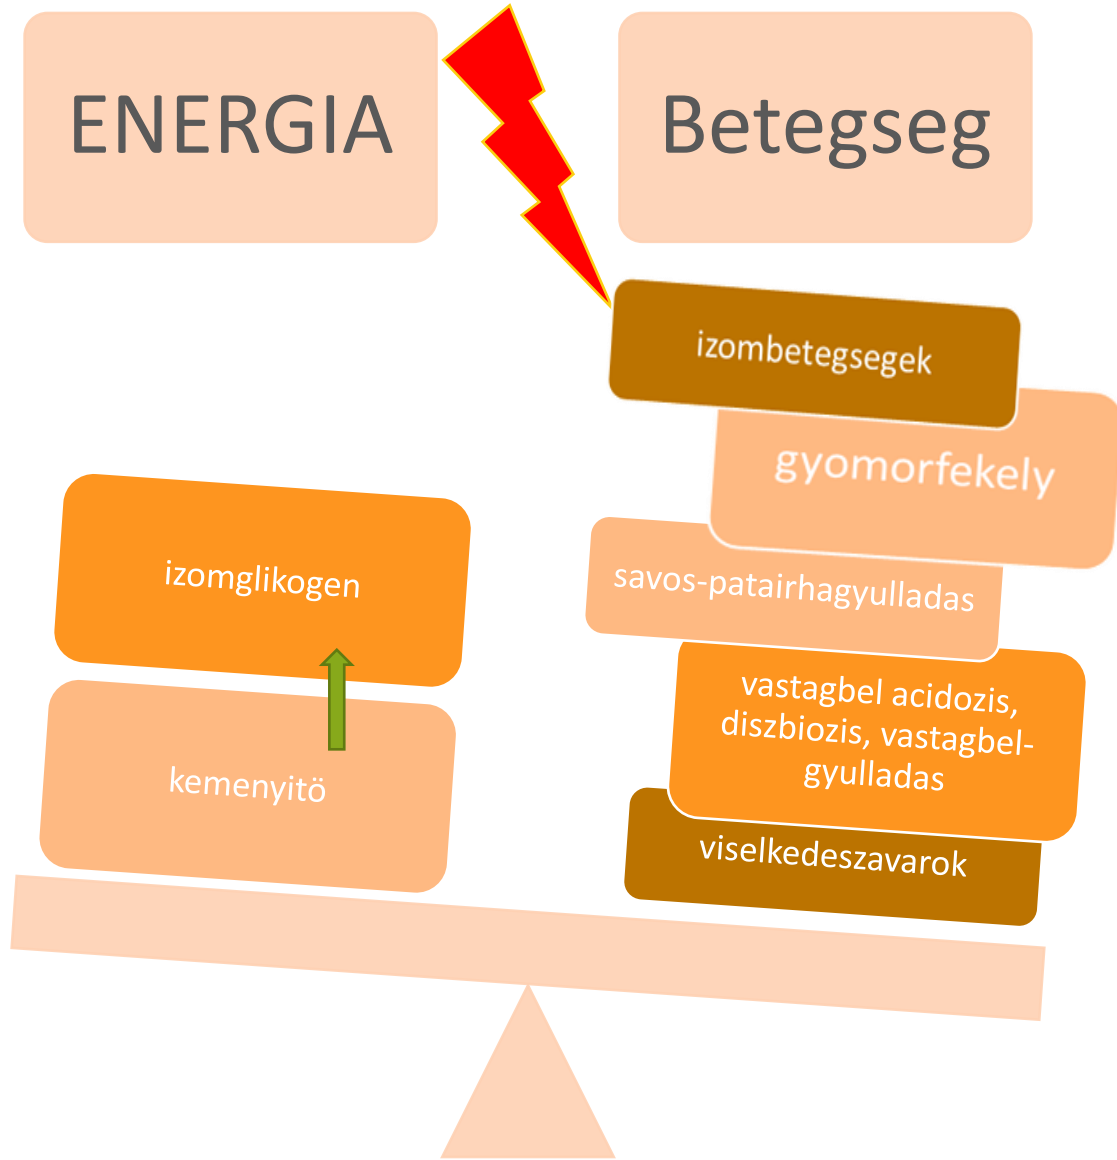 ENERGIA
Betegseg
izombetegsegek
gyomorfekely
savos-patairhagyulladas
vastagbel acidozis,
diszbiozis, vastagbel-
gyulladas
viselkedeszavarok
izomglikogen
kemenyitö